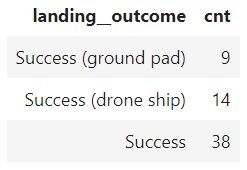 landing__outcome cnt
Success (ground pad) 9
Success (drone ship) 14
Success 38